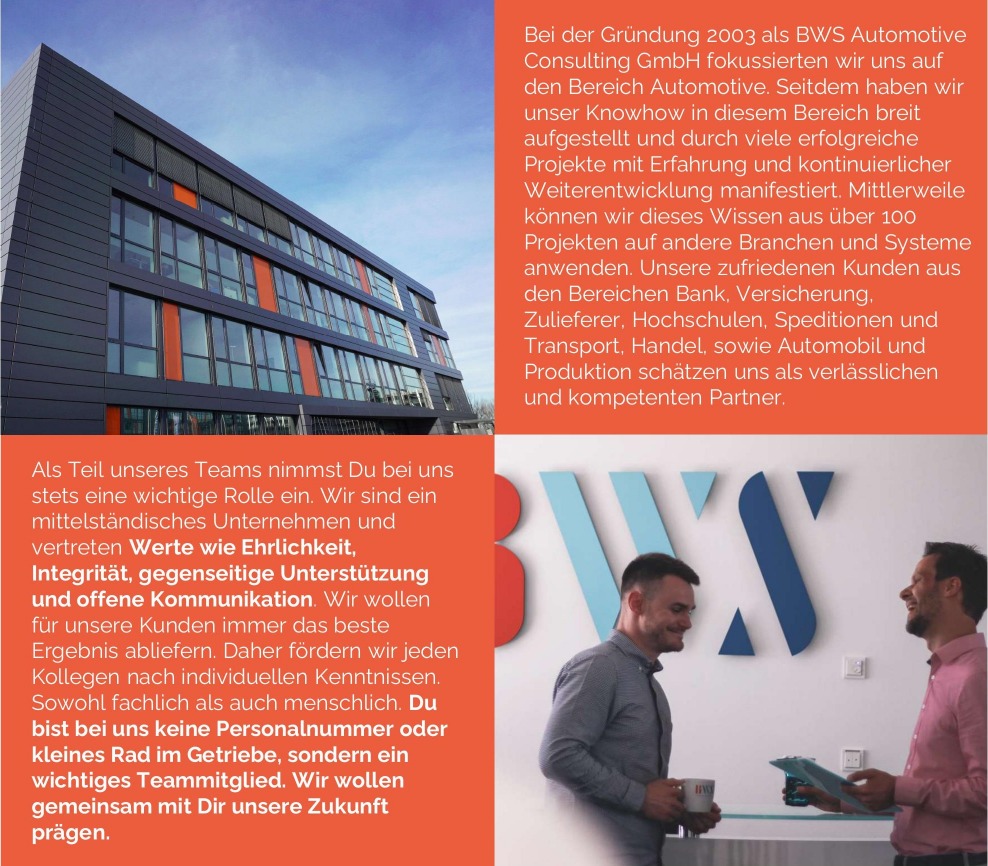 Bei der Gründung 2003 als BWS Automotive
Consulting GmbH fokussierten wir uns auf
den Bereich Automotive. Seitdem haben wir
unser Knowhow in diesem Bereich breit
aufgestellt und durch viele erfolgreiche
Projekte mit Erfahrung und kontinuierlicher
Weiterentwicklung manifestiert. Mittlerweile
können wir dieses Wissen aus über 100
Projekten auf andere Branchen und Systeme
anwenden. Unsere zufriedenen Kunden aus
den Bereichen Bank, Versicherung,
Zulieferer, Hochschulen, Speditionen und
Transport, Handel, sowie Automobil und
Produktion schätzen uns als verlässlichen
und kompetenten Partner.
Als Teil unseres Teams nimmst Du bei uns
stets eine wichtige Rolle ein. Wir sind ein
mittelständisches Unternehmen und
vertreten Werte wie Ehrlichkeit,
Integrität, gegenseitige Unterstützung
und offene Kommunikation. Wir wollen
für unsere Kunden immer das beste
Ergebnis abliefern. Daher fördern wir jeden
Kollegen nach individuellen Kenntnissen.
Sowohl fachlich als auch menschlich. Du
bist bei uns keine Personalnummer oder
kleines Rad im Getriebe, sondern ein
wichtiges Teammitglied. Wir wollen
gemeinsam mit Dir unsere Zukunft
prägen.
BWS
BWS